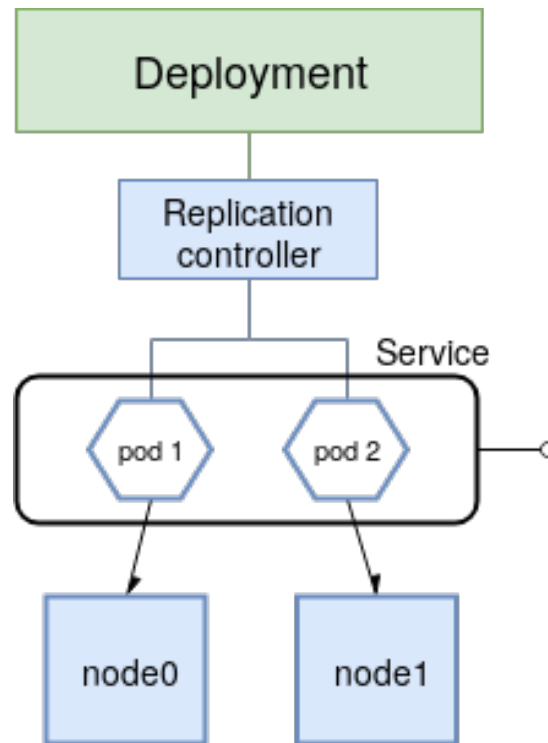 Deployment
Replication
controller
Service
pod 1
pod 2
node0
node1